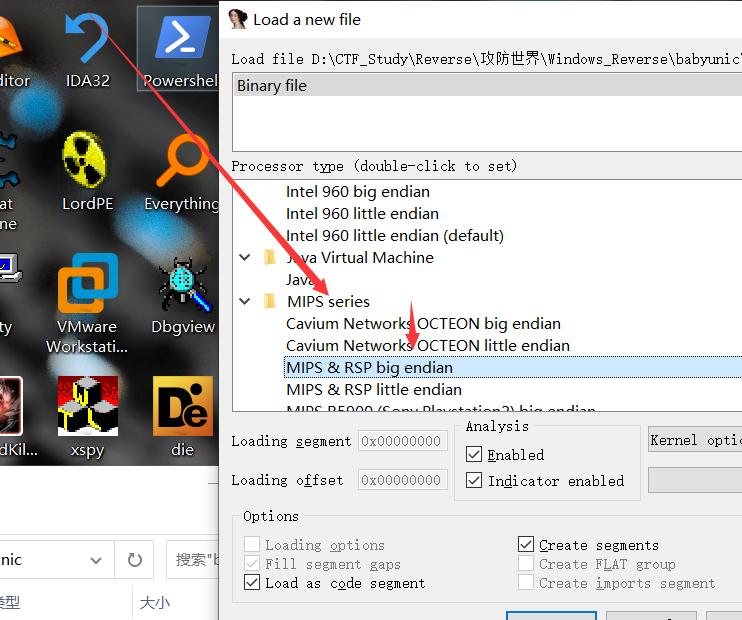 Load a new file
ditor
IDA32
Powershell
Load file D:\CTF_Study\Reverse\攻防世界\Windows_Reverse\babyunic
Binary file
Processor type (double-click to set)
Intel 960 big endian
Intel 960 little endian
Intel 960 little endian (default)
Java Virtual Machine
Java
MIPS series
Cavium Networks OCTEON big endian
Cavium Networks OCTEON little endian
MIPS & RSP big endian
MIPS & RSP little endian
MIPS R5900 (Sony Playstation2) big endian
at
ne
LordPE
Everything
ty
VMware
Workstati...
Dbgview
De
dKil...
xspy
die
Loading segment 0x00000000
Loading offset 0x00000000
Analysis
Enabled
Indicator enabled
Kernel optic
Options
Loading options
Fill segment gaps
Load as code segment
Create segments
Create FLAT group
Create imports segment
nic
搜索"b
类型
大小